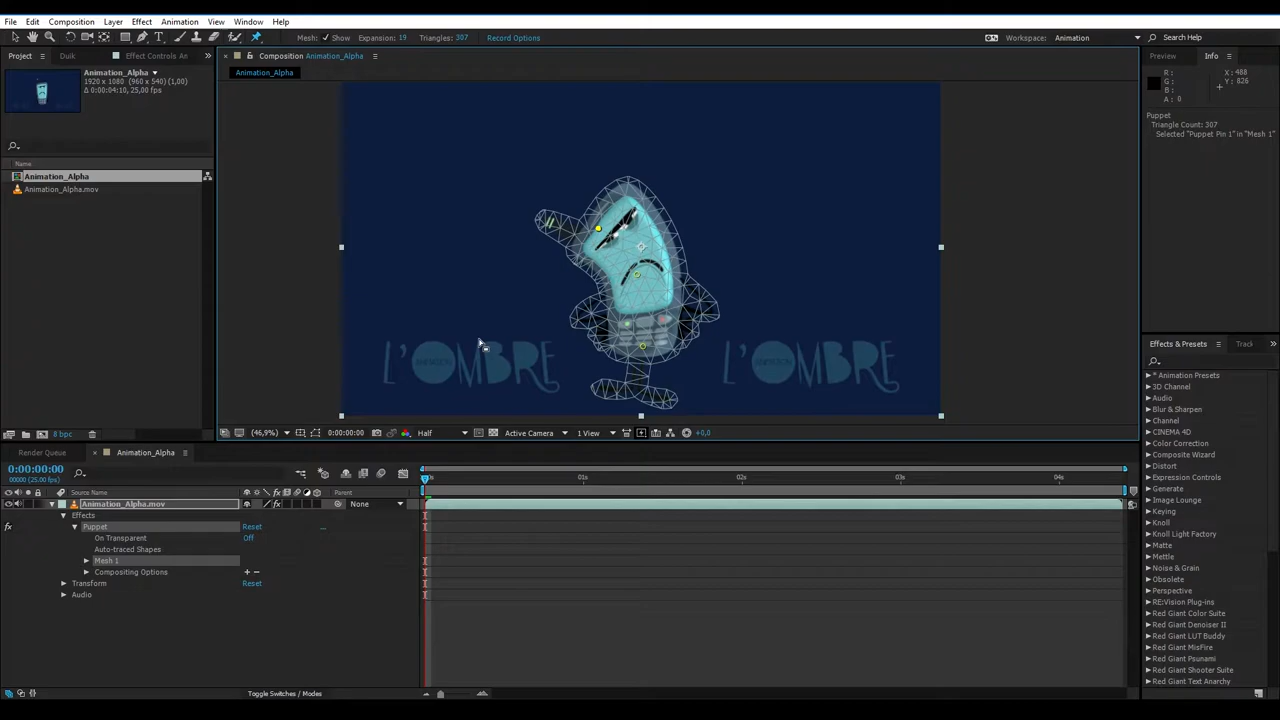 File Edit Composition Layer Effect Animation View Window Help
Mesh: Show Expansion: 19 Triangles: 307 Record Options Workspace: Animation Search Help
Project Duik Effect Controls An Composition Animation_Alpha Preview Info
Animation_Alpha
1920 x 1080 (960 x 540) (1,00)
Δ 0:00:04:10, 25,00 fps
Animation_Alpha
R: X: 488
G: Y: 826
B:
A: 0
Puppet
Triangle Count: 307
Selected "Puppet Pin 1" in "Mesh 1"
Name
Animation_Alpha
Animation_Alpha.mov
L'OMBRE
ANIMATION
L'OMBRE
ANIMATION
Effects & Presets Track
* Animation Presets
3D Channel
Audio
Blur & Sharpen
Channel
CINEMA 4D
Color Correction
Composite Wizard
Distort
Expression Controls
Generate
Image Lounge
Keying
Knoll
Knoll Light Factory
Matte
Mettle
Noise & Grain
Obsolete
Perspective
RE:Vision Plug-ins
Red Giant Color Suite
Red Giant Denoiser II
Red Giant LUT Buddy
Red Giant MisFire
Red Giant Psunami
Red Giant Shooter Suite
Red Giant Text Anarchy
8 bpc (46,9%) 0:00:00:00 Half Active Camera 1 View +0,0
Render Queue Animation_Alpha
0:00:00:00
00000 (25.00 fps)
01s 02s 03s 04s
Source Name Parent
Animation_Alpha.mov None
Effects
Puppet Reset ...
On Transparent Off
Auto-traced Shapes
Mesh 1
Compositing Options + −
Transform Reset
Audio
Toggle Switches / Modes